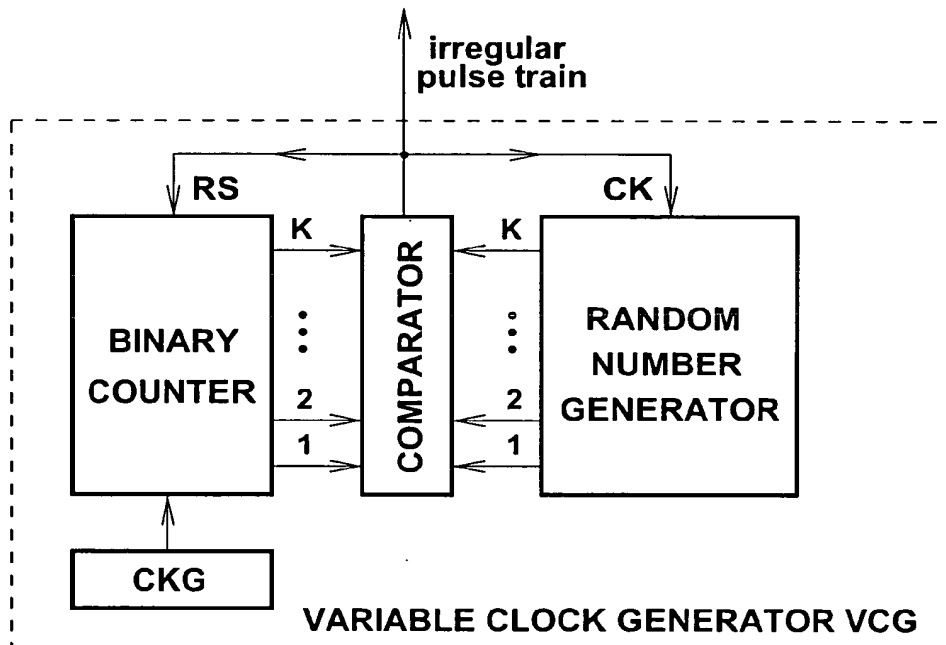 irregular
pulse train
RS
CK
K
K
BINARY
COUNTER
COMPARATOR
RANDOM
NUMBER
GENERATOR
2
2
1
1
CKG
VARIABLE CLOCK GENERATOR VCG